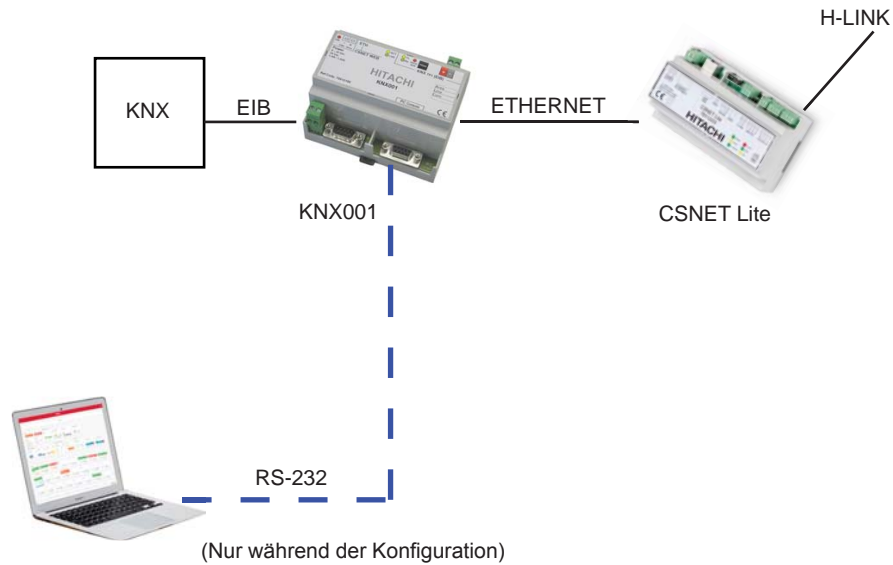 H-LINK
KNX
EIB
HITACHI
KNX001
ETHERNET
HITACHI
KNX001
CSNET Lite
RS-232
(Nur während der Konfiguration)